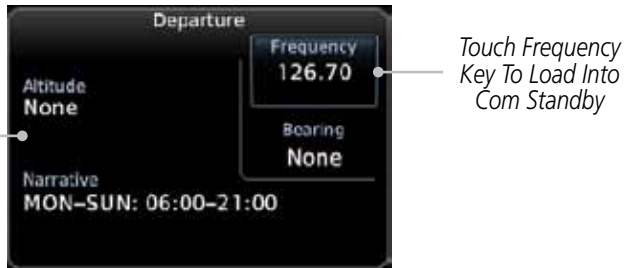 Departure
Frequency
126.70
Altitude
None
Bearing
None
Narrative
MON–SUN: 06:00–21:00
Touch Frequency
Key To Load Into
Com Standby